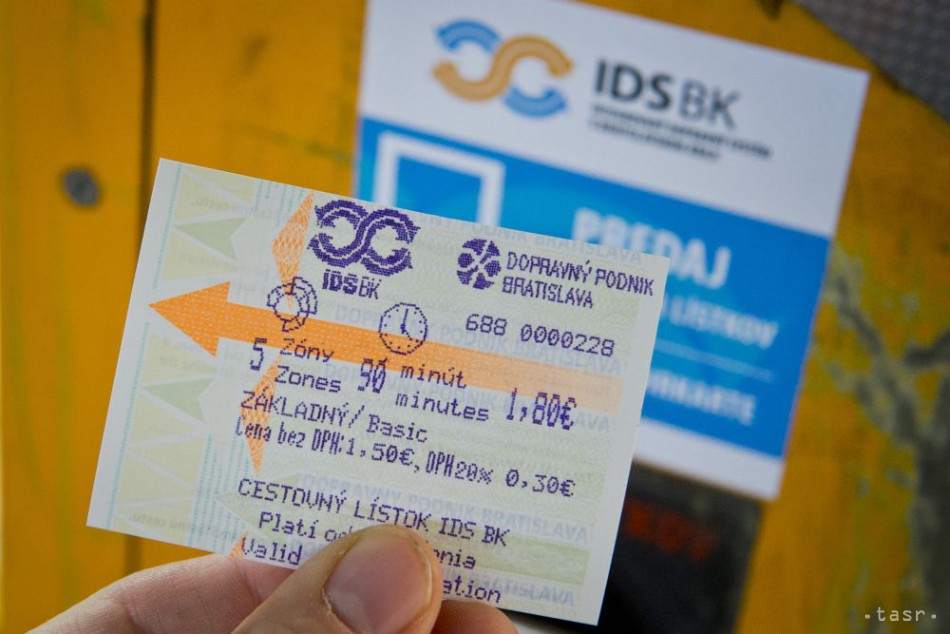 IDS BK
PREDAJ
LÍSTKOV
IDS BK
DOPRAVNÝ PODNIK
BRATISLAVA
688 0000228
5 Zóny 90 minút
Zones minutes 1,80€
ZÁKLADNÝ/Basic
Cena bez DPH:1,50€,DPH20% 0,30€
CESTOVNÝ LÍSTOK IDS BK
Platí
Valid
tasr